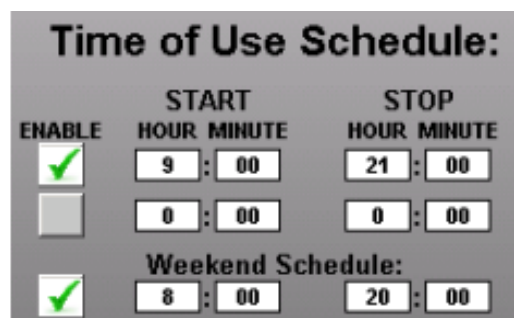 Time of Use Schedule:
START STOP
ENABLE HOUR MINUTE HOUR MINUTE
9 : 00 21 : 00
0 : 00 0 : 00
Weekend Schedule:
8 : 00 20 : 00